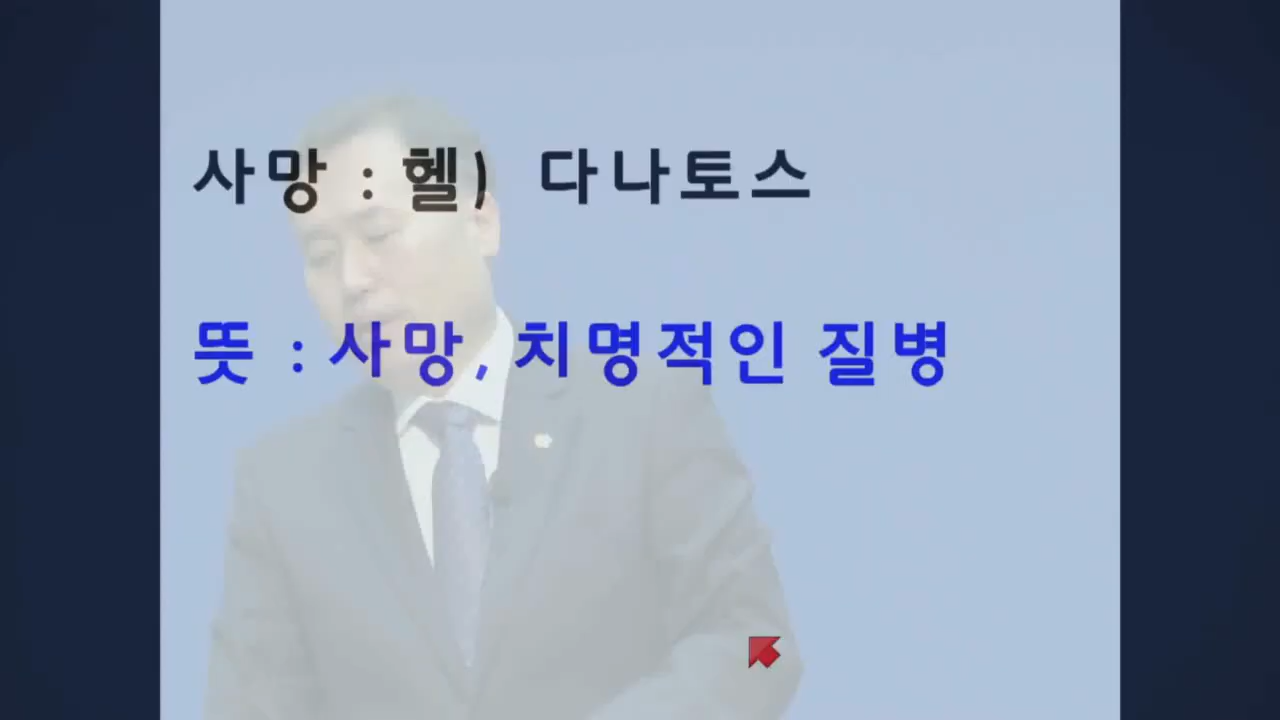 사망 : 헬) 다나토스
뜻 : 사망, 치명적인 질병